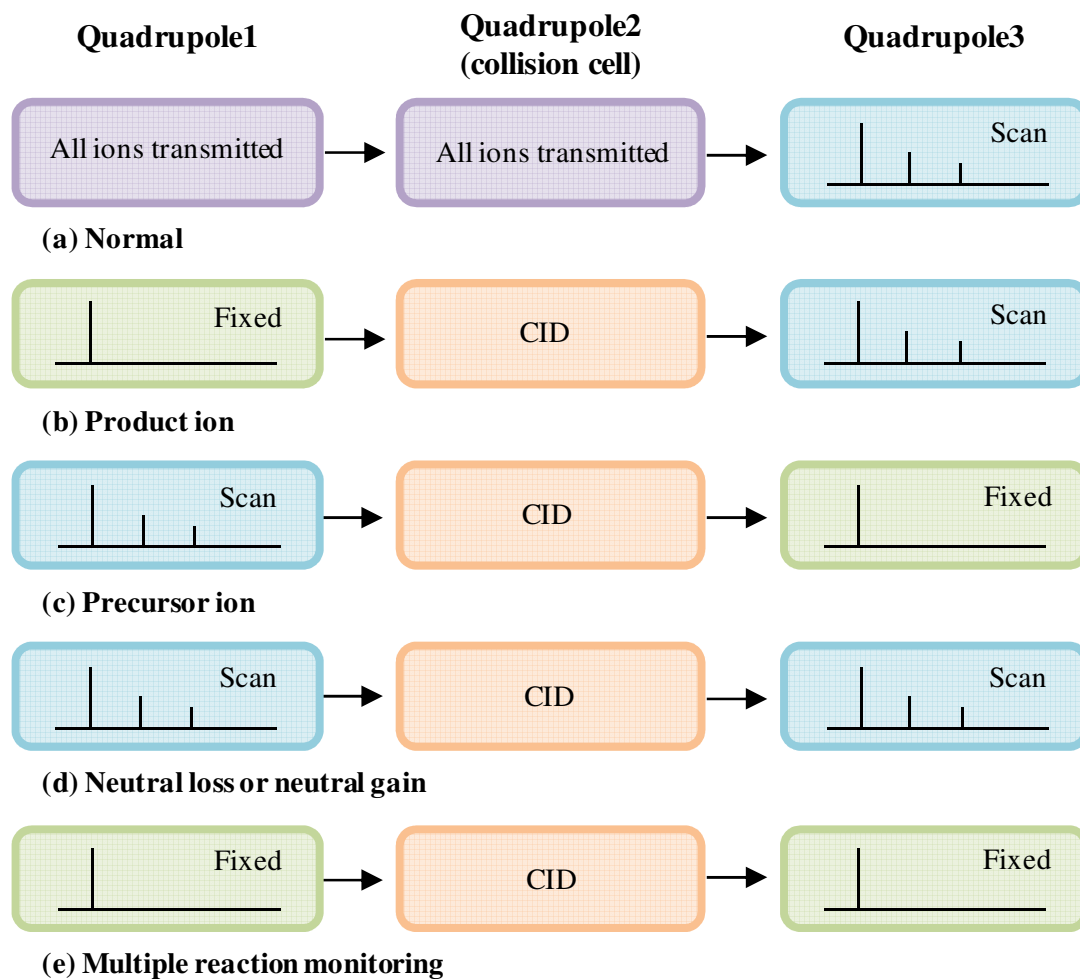 Quadrupole1
Quadrupole2
(collision cell)
Quadrupole3
All ions transmitted
All ions transmitted
Scan
(a) Normal
Fixed
CID
Scan
(b) Product ion
Scan
CID
Fixed
(c) Precursor ion
Scan
CID
Scan
(d) Neutral loss or neutral gain
Fixed
CID
Fixed
(e) Multiple reaction monitoring